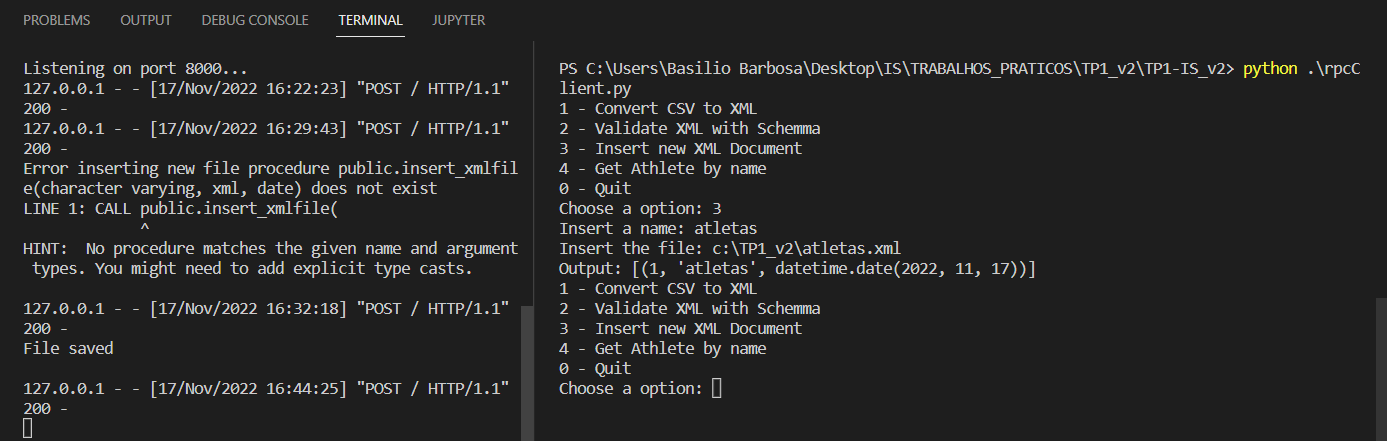 PROBLEMS OUTPUT DEBUG CONSOLE TERMINAL JUPYTER
Listening on port 8000...
127.0.0.1 - - [17/Nov/2022 16:22:23] "POST / HTTP/1.1"
200 -
127.0.0.1 - - [17/Nov/2022 16:29:43] "POST / HTTP/1.1"
200 -
Error inserting new file procedure public.insert_xmlfil
e(character varying, xml, date) does not exist
LINE 1: CALL public.insert_xmlfile(
^
HINT:  No procedure matches the given name and argument
types. You might need to add explicit type casts.
127.0.0.1 - - [17/Nov/2022 16:32:18] "POST / HTTP/1.1"
200 -
File saved
127.0.0.1 - - [17/Nov/2022 16:44:25] "POST / HTTP/1.1"
200 -
PS C:\Users\Basilio Barbosa\Desktop\IS\TRABALHOS_PRATICOS\TP1_v2\TP1-IS_v2> python .\rpcC
lient.py
1 - Convert CSV to XML
2 - Validate XML with Schemma
3 - Insert new XML Document
4 - Get Athlete by name
0 - Quit
Choose a option: 3
Insert a name: atletas
Insert the file: c:\TP1_v2\atletas.xml
Output: [(1, 'atletas', datetime.date(2022, 11, 17))]
1 - Convert CSV to XML
2 - Validate XML with Schemma
3 - Insert new XML Document
4 - Get Athlete by name
0 - Quit
Choose a option: